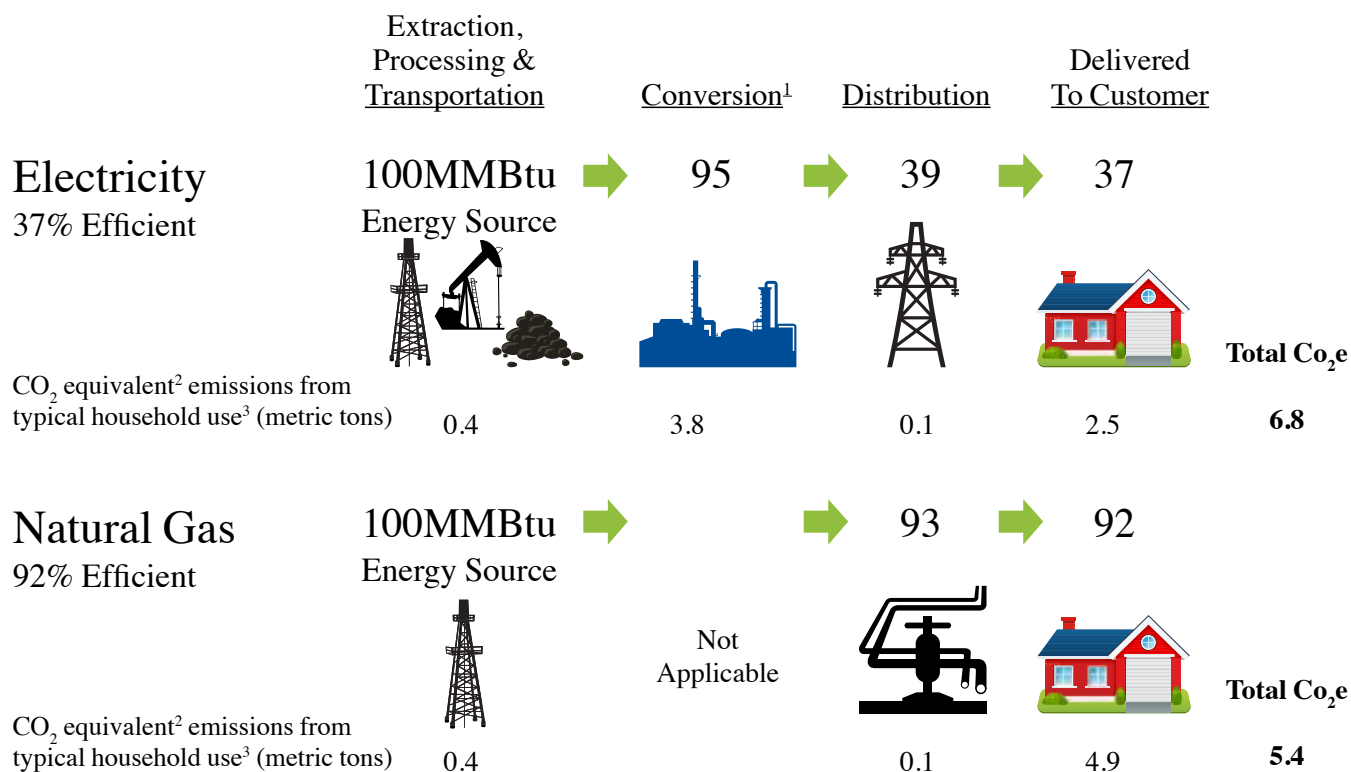 Extraction,
Processing &
Transportation
Conversion¹
Distribution
Delivered
To Customer
Electricity
37% Efficient
100MMBtu
Energy Source
95
39
37
Total Co₂e
CO₂ equivalent² emissions from
typical household use³ (metric tons)
0.4
3.8
0.1
2.5
6.8
Natural Gas
92% Efficient
100MMBtu
Energy Source
93
92
Not
Applicable
Total Co₂e
CO₂ equivalent² emissions from
typical household use³ (metric tons)
0.4
0.1
4.9
5.4